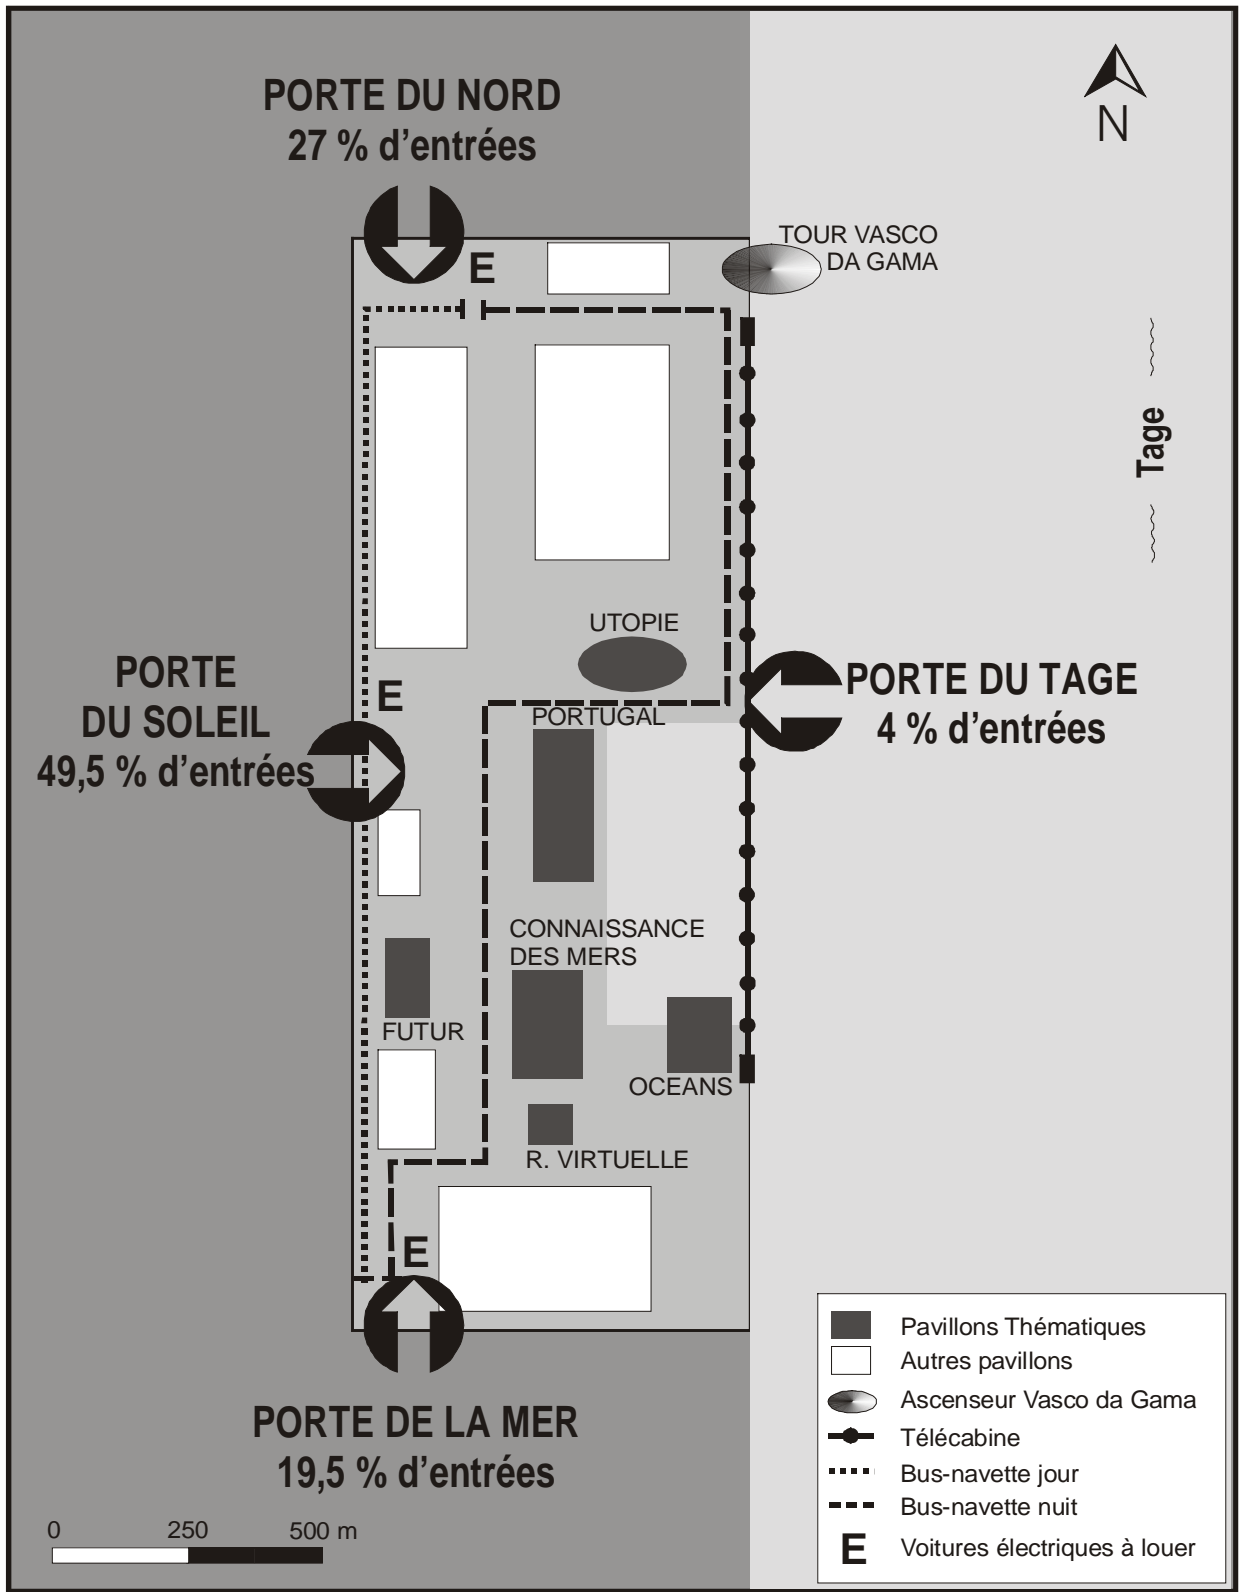 PORTE DU NORD
27 % d'entrées
N
E
TOUR VASCO
DA GAMA
Tage
UTOPIE
PORTE
DU SOLEIL
49,5 % d'entrées
E
PORTE DU TAGE
4 % d'entrées
PORTUGAL
CONNAISSANCE
DES MERS
FUTUR
OCEANS
R. VIRTUELLE
E
PORTE DE LA MER
19,5 % d'entrées
0 250 500 m
Pavillons Thématiques
Autres pavillons
Ascenseur Vasco da Gama
Télécabine
Bus-navette jour
Bus-navette nuit
E Voitures électriques à louer